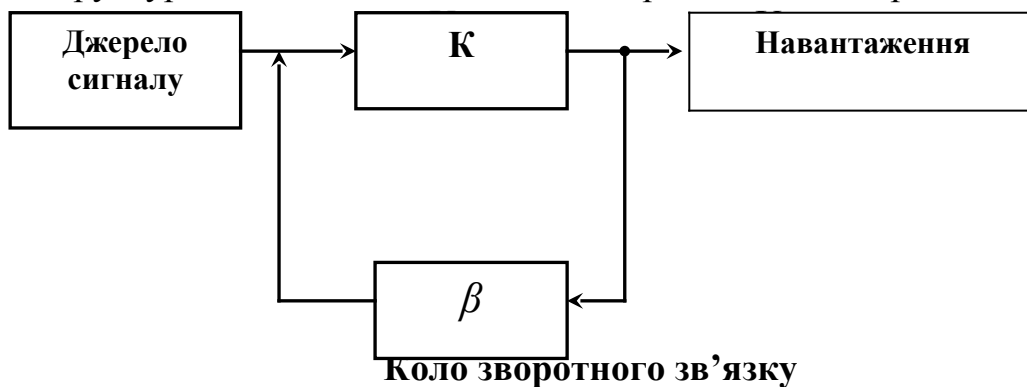 Джерело
сигналу
К
Навантаження
β
Коло зворотного зв’язку